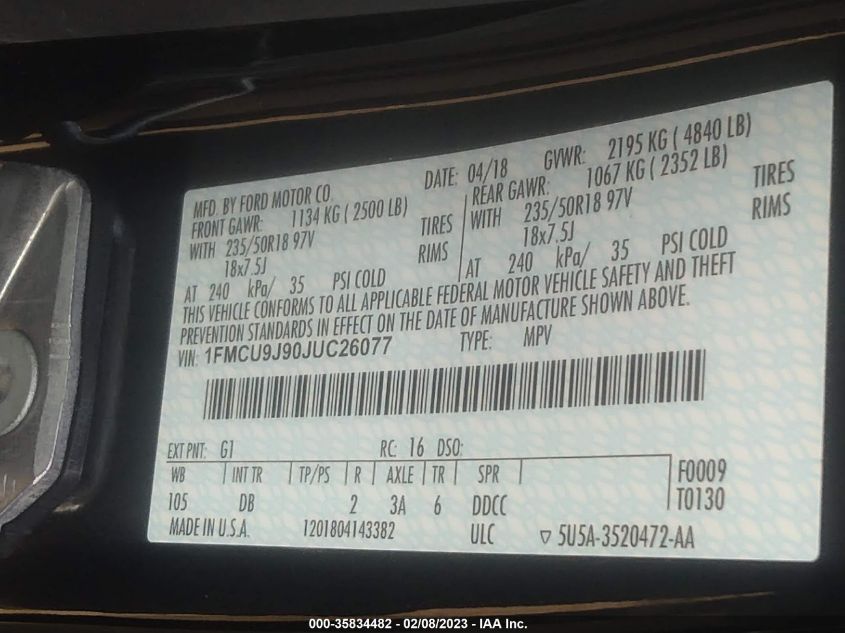 MFD. BY FORD MOTOR CO. DATE: 04/18 GVWR: 2195 KG ( 4840 LB)
FRONT GAWR: 1134 KG ( 2500 LB) REAR GAWR: 1067 KG ( 2352 LB)
WITH 235/50R18 97V TIRES WITH 235/50R18 97V TIRES
18x7.5J RIMS 18x7.5J RIMS
AT 240 kPa/ 35 PSI COLD AT 240 kPa/ 35 PSI COLD
THIS VEHICLE CONFORMS TO ALL APPLICABLE FEDERAL MOTOR VEHICLE SAFETY AND THEFT
PREVENTION STANDARDS IN EFFECT ON THE DATE OF MANUFACTURE SHOWN ABOVE.
VIN: 1FMCU9J90JUC26077 TYPE: MPV
EXT PNT: G1 RC: 16 DSO:
WB INT TR TP/PS R AXLE TR SPR F0009
105 DB 2 3A 6 DDCC T0130
MADE IN U.S.A. 1201804143382 ULC ▽ 5U5A-3520472-AA
000-35834482 - 02/08/2023 - IAA Inc.